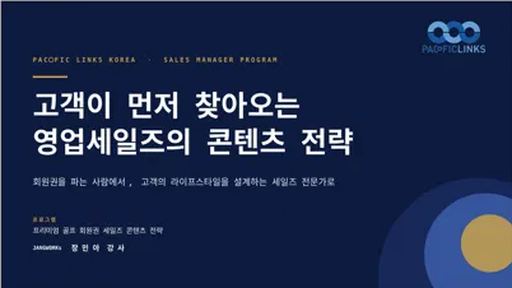 PACIFIC LINKS KOREA · SALES MANAGER PROGRAM
PACIFICLINKS
고객이 먼저 찾아오는
영업세일즈의 콘텐츠 전략
회원권을 파는 사람에서, 고객의 라이프스타일을 설계하는 세일즈 전문가로
프로그램
프리미엄 골프 회원권 세일즈 콘텐츠 전략
JANGWORKs 장민아 강사